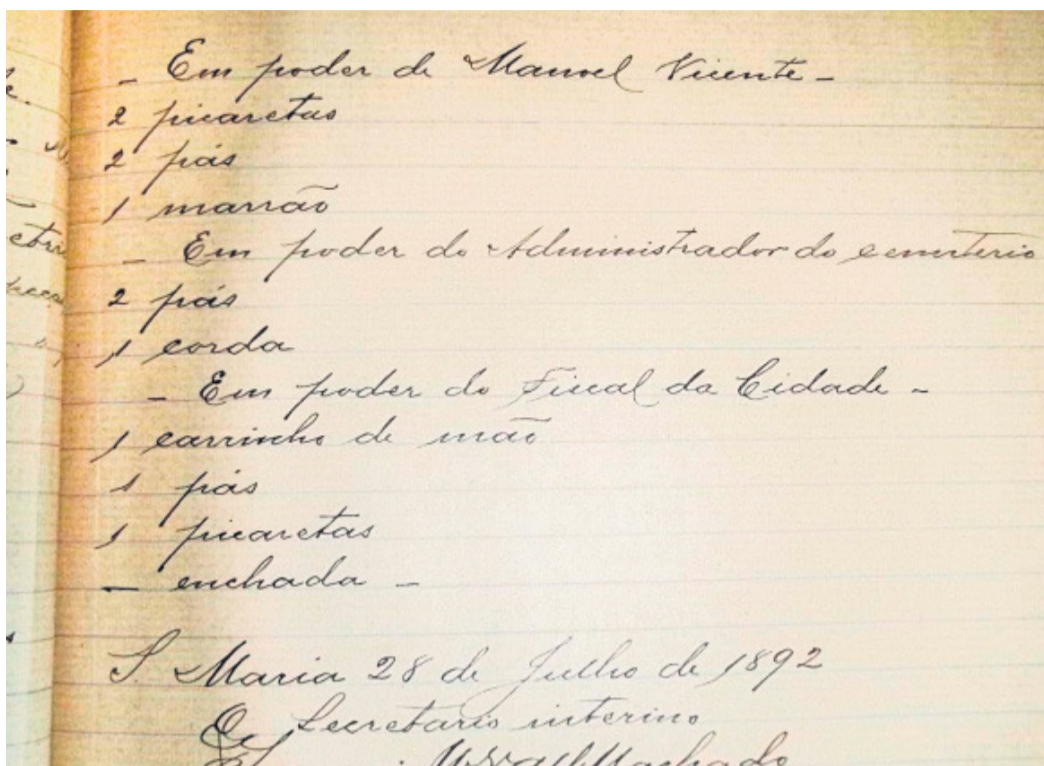 - Em poder de Manoel Vicente -
2 picaretas
2 pás
1 marrão
- Em poder do Administrador do cemiterio
2 pás
1 corda
- Em poder do Fiscal da Cidade -
1 carrinho de mão
1 pás
1 picaretas
- enchada -
S Maria 28 de Julho de 1892
O Secretario interino
Machado